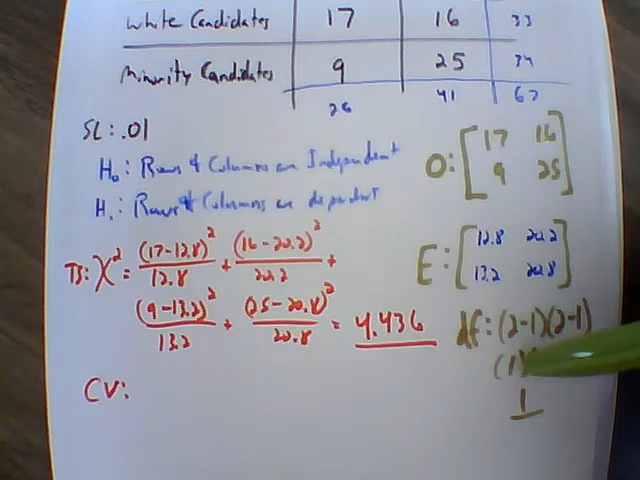 White Candidates 17 16 33
Minority Candidates 9 25 34
26 41 67
SL: .01
H₀: Rows & Columns are Independent
H₁: Rows & Columns are dependent
O: [17 16
9 25]
TS: χ² = (17-12.8)²/12.8 + (16-20.2)²/22.2 +
(9-13.2)²/13.2 + (25-20.8)²/20.8 = 4.436
E: [12.8 20.2
13.2 20.8]
df: (2-1)(2-1)
(1)
1
CV: